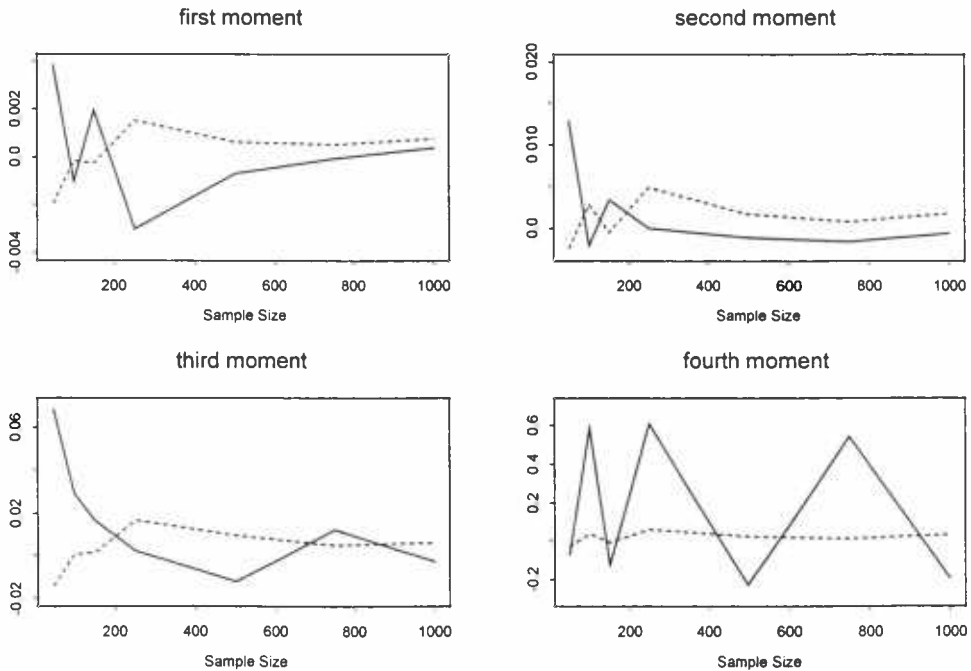 first moment
0.002
0.0
-0.004
200 400 600 800 1000
Sample Size
second moment
0.020
0.010
0.0
200 400 600 800 1000
Sample Size
third moment
0.06
0.02
-0.02
200 400 600 800 1000
Sample Size
fourth moment
0.6
0.4
0.2
-0.2
200 400 600 800 1000
Sample Size